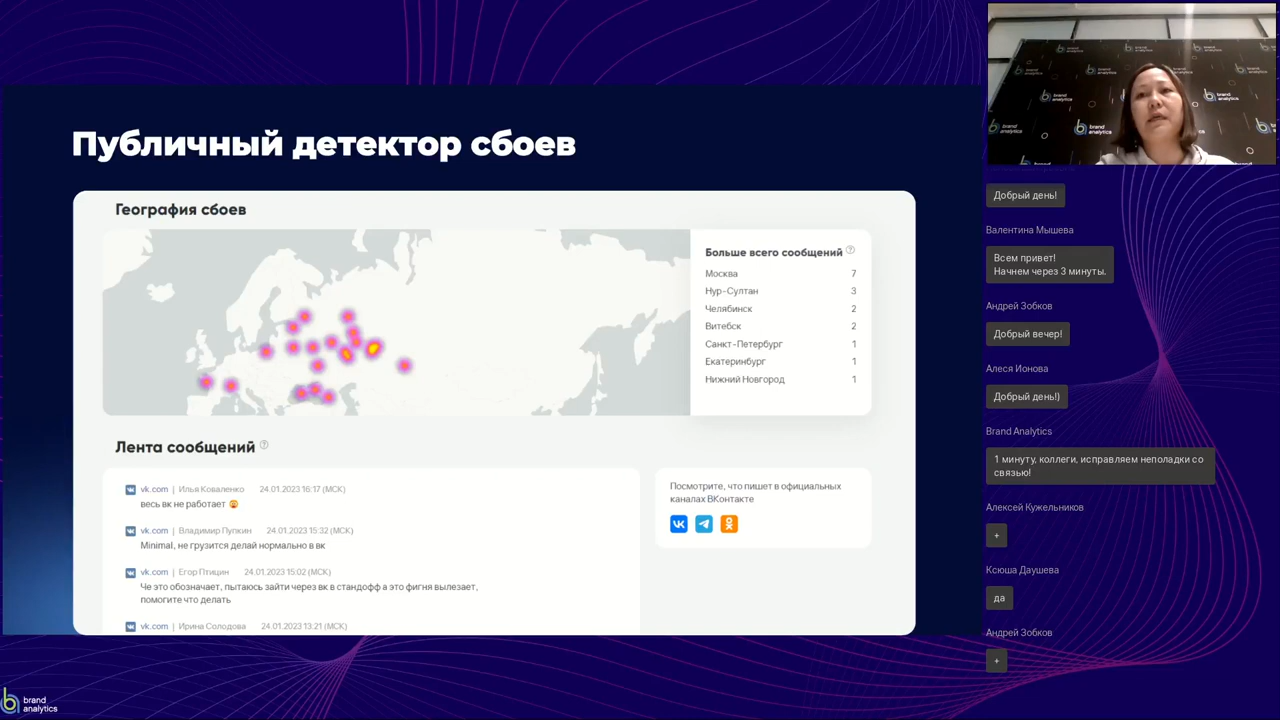 Публичный детектор сбоев
География сбоев
Больше всего сообщений
Москва 7
Нур-Султан 3
Челябинск 2
Витебск 2
Санкт-Петербург 1
Екатеринбург 1
Нижний Новгород 1
Лента сообщений
vk.com | Илья Коваленко 24.01.2023 16:17 (МСК)
весь вк не работает 😩
vk.com | Владимир Пупкин 24.01.2023 15:32 (МСК)
Minimal, не грузится делай нормально в вк
vk.com | Егор Птицин 24.01.2023 15:02 (МСК)
Че это обозначает, пытаюсь зайти через вк в стандофф а это фигня вылезает,
помогите что делать
vk.com | Ирина Солодова 24.01.2023 13:21 (МСК)
Посмотрите, что пишет в официальных
каналах ВКонтакте
brand
analytics
brand
analytics
Добрый день!
Валентина Мышева
Всем привет!
Начнем через 3 минуты.
Андрей Зобков
Добрый вечер!
Алеся Ионова
Добрый день!)
Brand Analytics
1 минуту, коллеги, исправляем неполадки со
связью!
Алексей Кужельников
+
Ксюша Даушева
да
Андрей Зобков
+